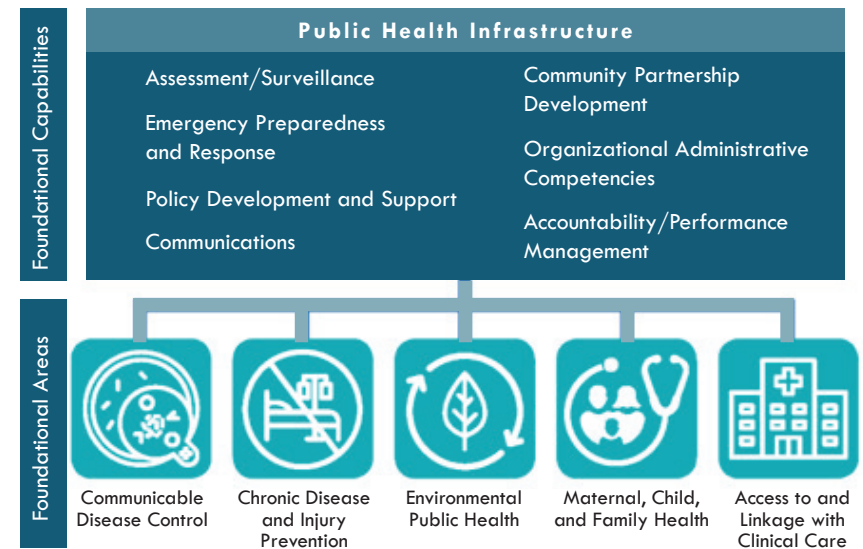 Foundational Capabilities
Public Health Infrastructure
Assessment/Surveillance
Emergency Preparedness
and Response
Policy Development and Support
Communications
Community Partnership
Development
Organizational Administrative
Competencies
Accountability/Performance
Management
Foundational Areas
Communicable
Disease Control
Chronic Disease
and Injury
Prevention
Environmental
Public Health
Maternal, Child,
and Family Health
Access to and
Linkage with
Clinical Care